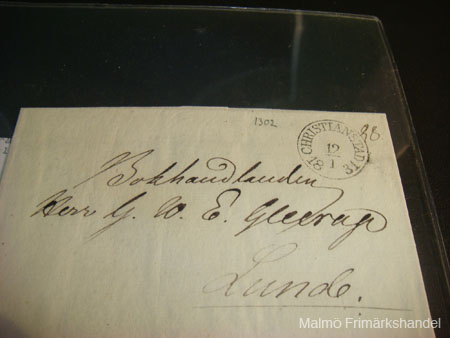 1302
CHRISTIANSTAD
12
1
Bokhandlanden
Herr G. W. E. Gleerup
Lund.
Malmö Frimärkshandel